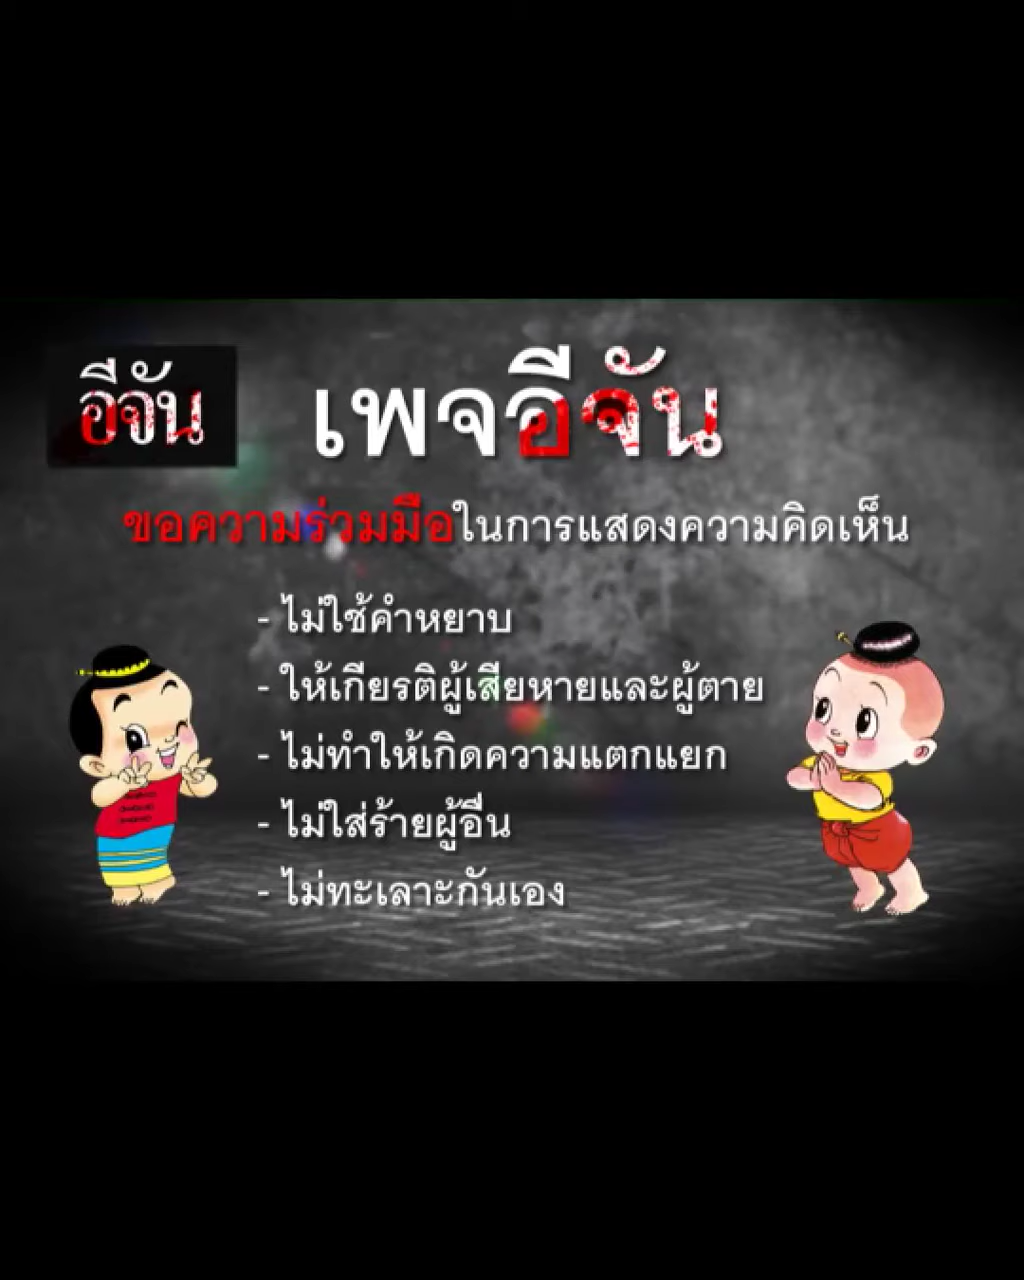 อีจัน
เพจอีจัน
ขอความร่วมมือในการแสดงความคิดเห็น
- ไม่ใช้คำหยาบ
- ให้เกียรติผู้เสียหายและผู้ตาย
- ไม่ทำให้เกิดความแตกแยก
- ไม่ใส่ร้ายผู้อื่น
- ไม่ทะเลาะกันเอง